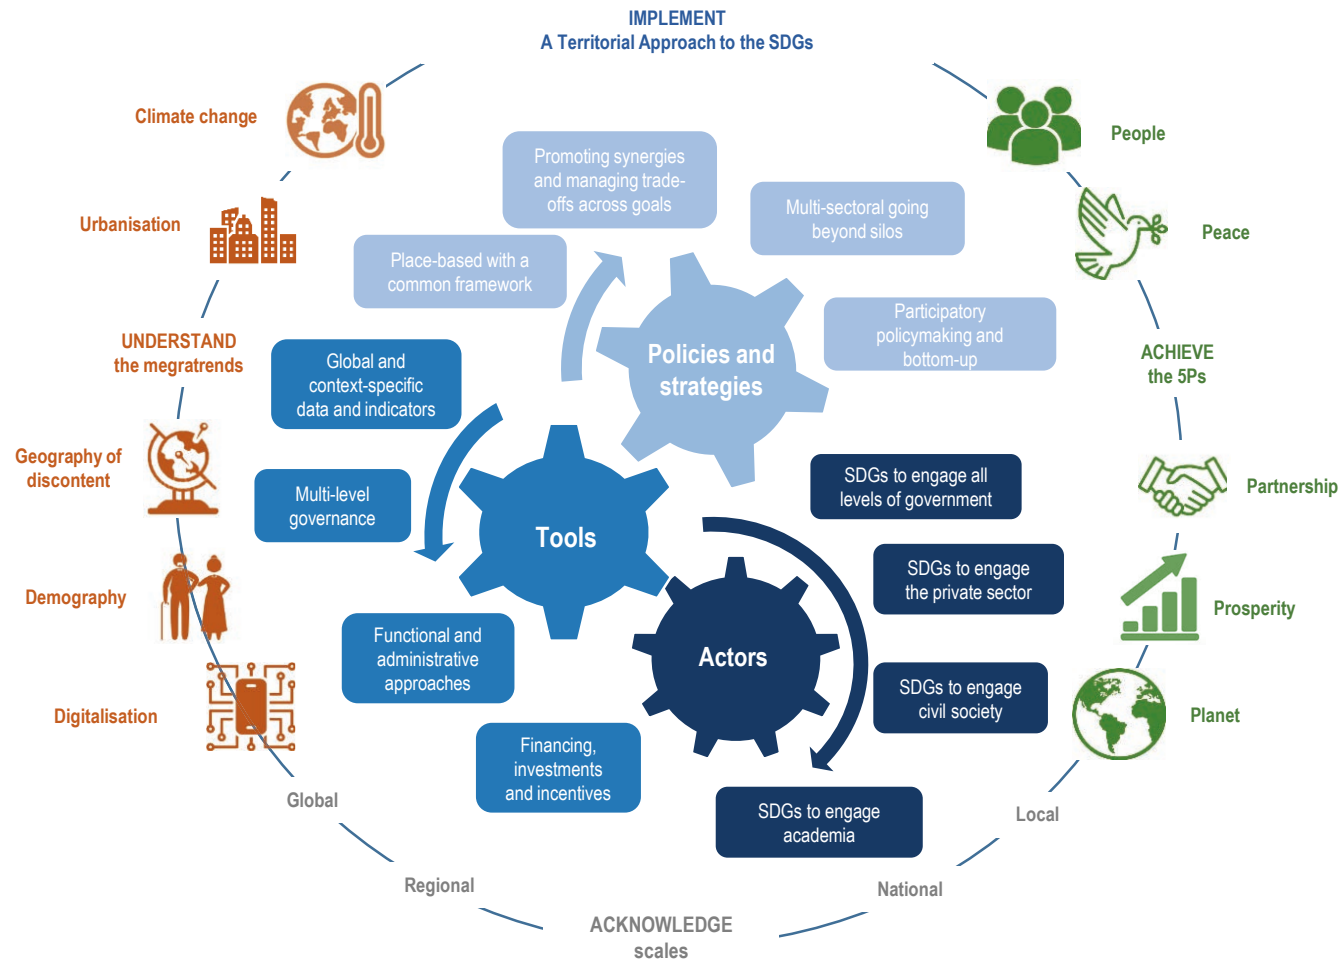 IMPLEMENT
A Territorial Approach to the SDGs
Climate change
Urbanisation
UNDERSTAND
the megratrends
Geography of
discontent
Demography
Digitalisation
Promoting synergies
and managing trade-
offs across goals
Multi-sectoral going
beyond silos
Place-based with a
common framework
Participatory
policymaking and
bottom-up
Policies and
strategies
Global and
context-specific
data and indicators
Multi-level
governance
Tools
Functional and
administrative
approaches
Financing,
investments
and incentives
SDGs to engage all
levels of government
SDGs to engage
the private sector
Actors
SDGs to engage
civil society
SDGs to engage
academia
People
Peace
ACHIEVE
the 5Ps
Partnership
Prosperity
Planet
Global
Regional
ACKNOWLEDGE
scales
National
Local